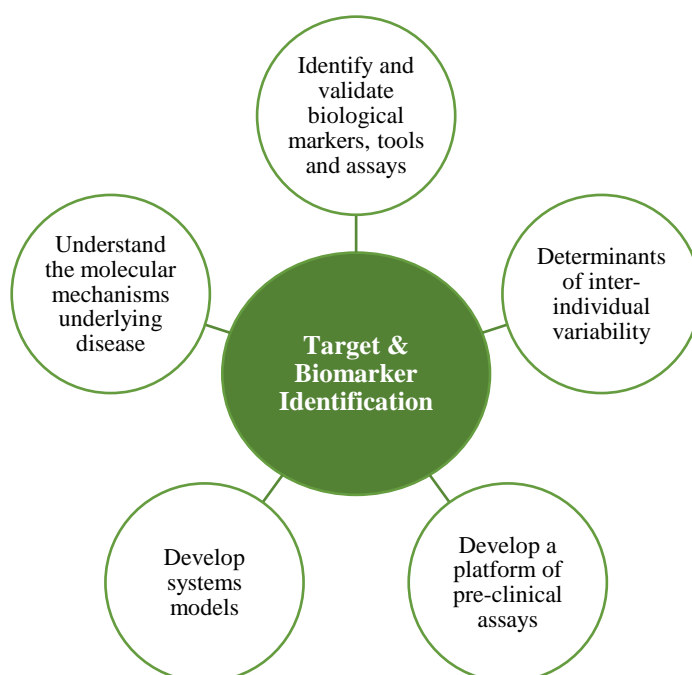 Identify and
validate
biological
markers, tools
and assays
Understand
the molecular
mechanisms
underlying
disease
Determinants
of inter-
individual
variability
Target &
Biomarker
Identification
Develop
systems
models
Develop a
platform of
pre-clinical
assays